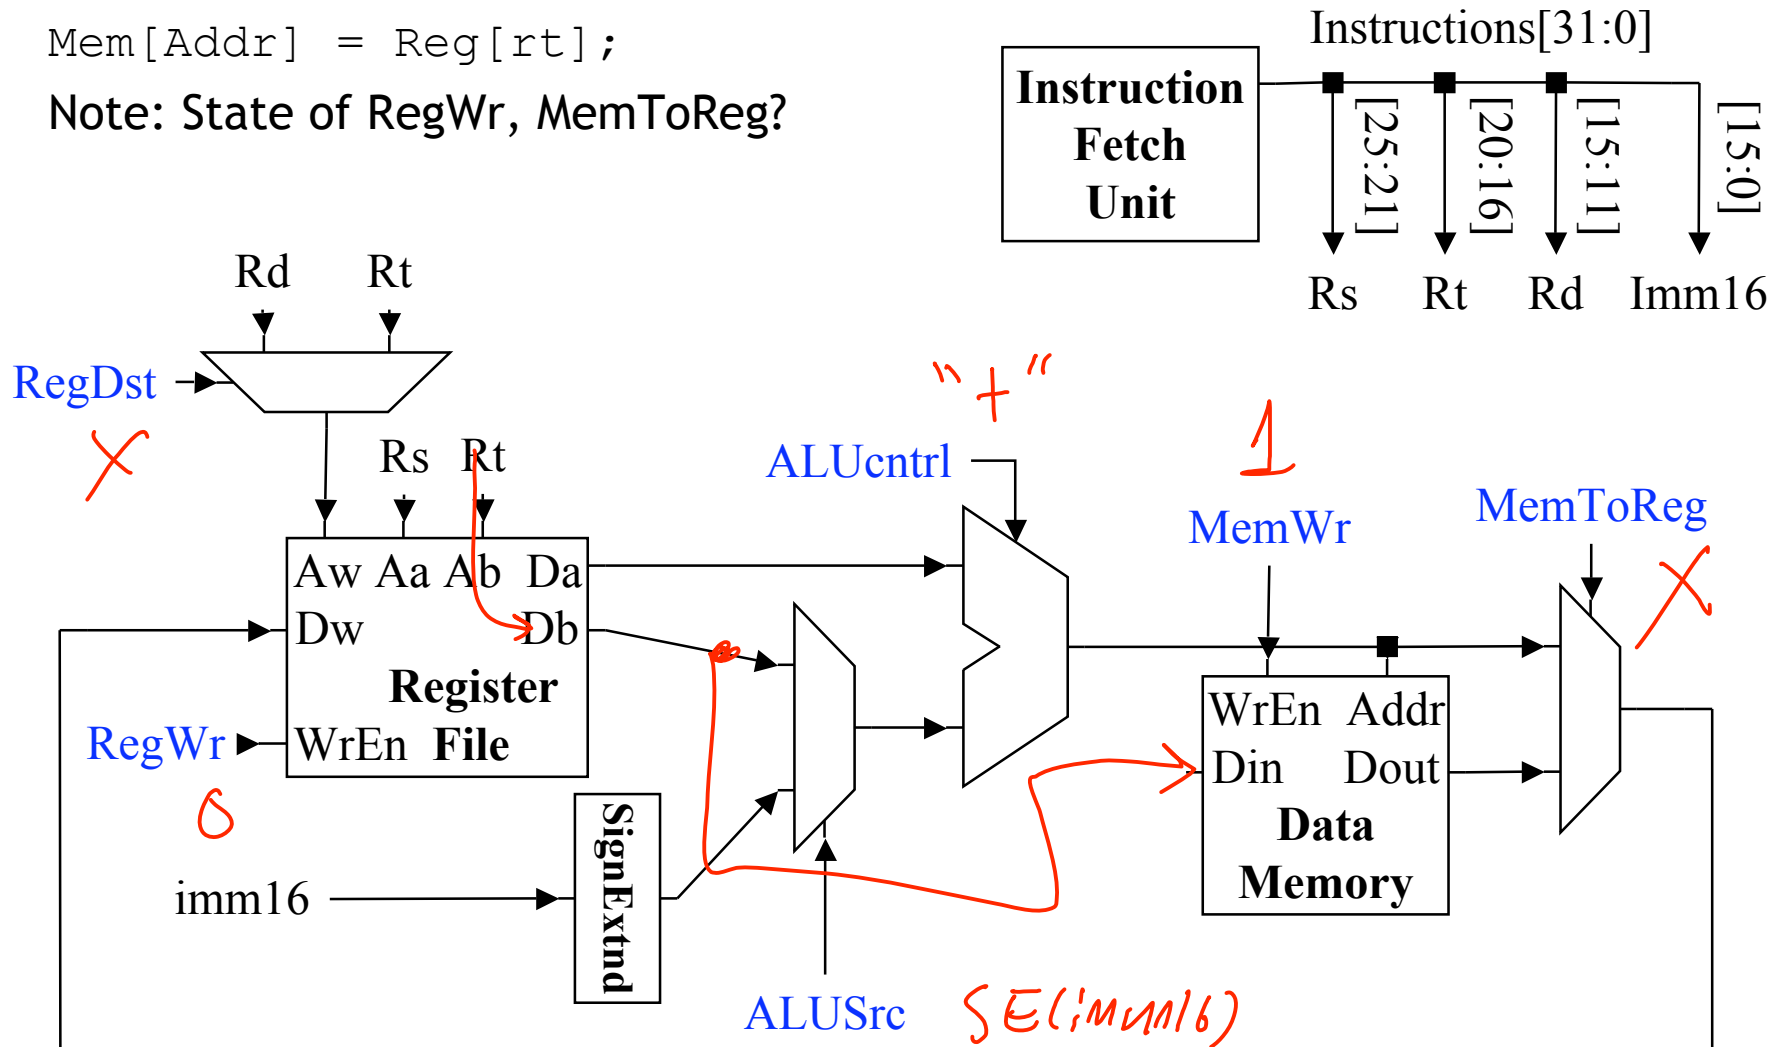 Mem[Addr] = Reg[rt];
Note: State of RegWr, MemToReg?
Instructions[31:0]
Instruction
Fetch
Unit
[25:21]
[20:16]
[15:11]
[15:0]
Rs Rt Rd Imm16
Rd Rt
RegDst
X
Rs Rt
"+"
ALUcntrl
1
MemWr
MemToReg
X
Aw Aa Ab Da
Dw Db
Register
File
RegWr
WrEn
0
WrEn Addr
Din Dout
Data
Memory
imm16
SignExtnd
ALUSrc
SE(imm16)